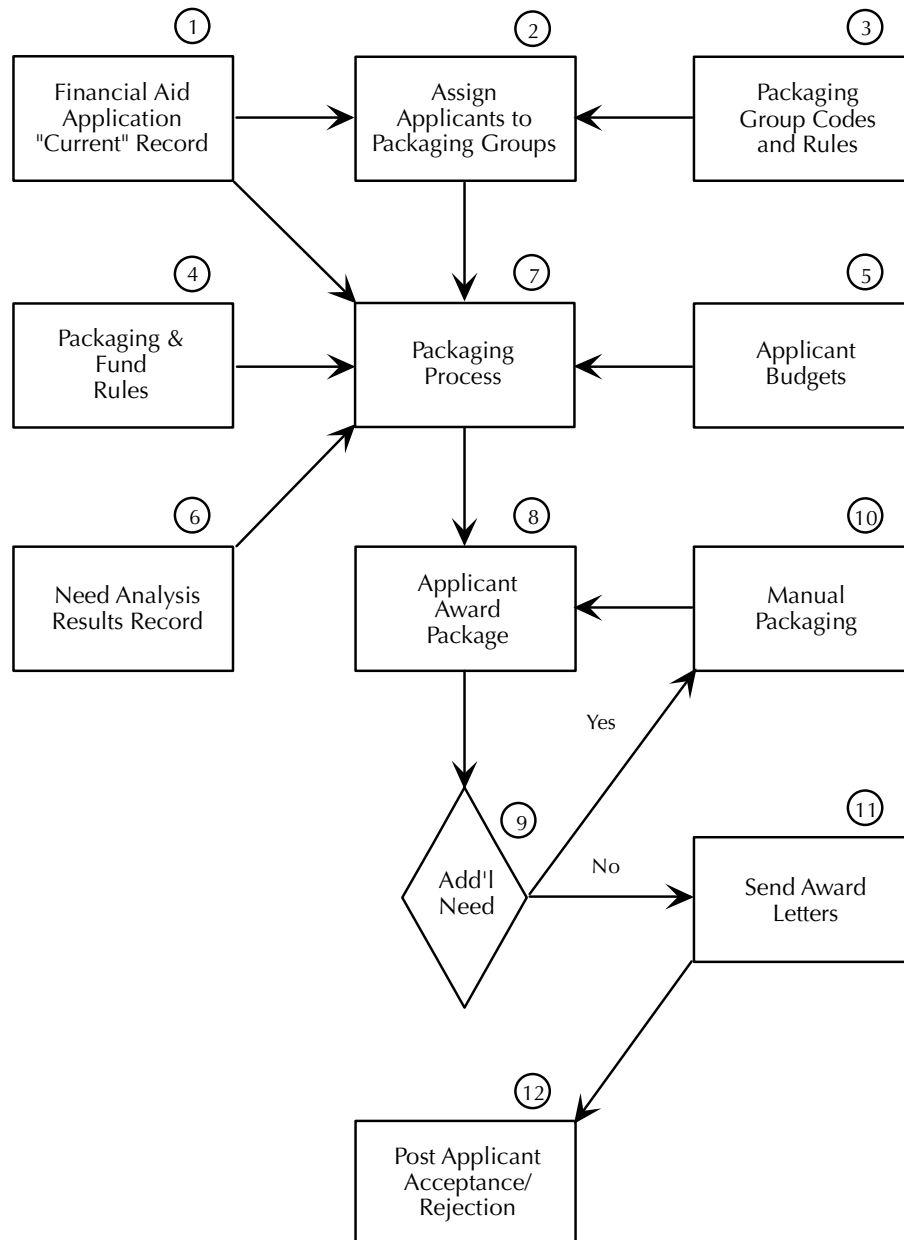 1
Financial Aid
Application
"Current" Record
2
Assign
Applicants to
Packaging Groups
3
Packaging
Group Codes
and Rules
4
Packaging &
Fund
Rules
7
Packaging
Process
5
Applicant
Budgets
6
Need Analysis
Results Record
8
Applicant
Award
Package
10
Manual
Packaging
Yes
9
Add'l
Need
No
11
Send Award
Letters
12
Post Applicant
Acceptance/
Rejection